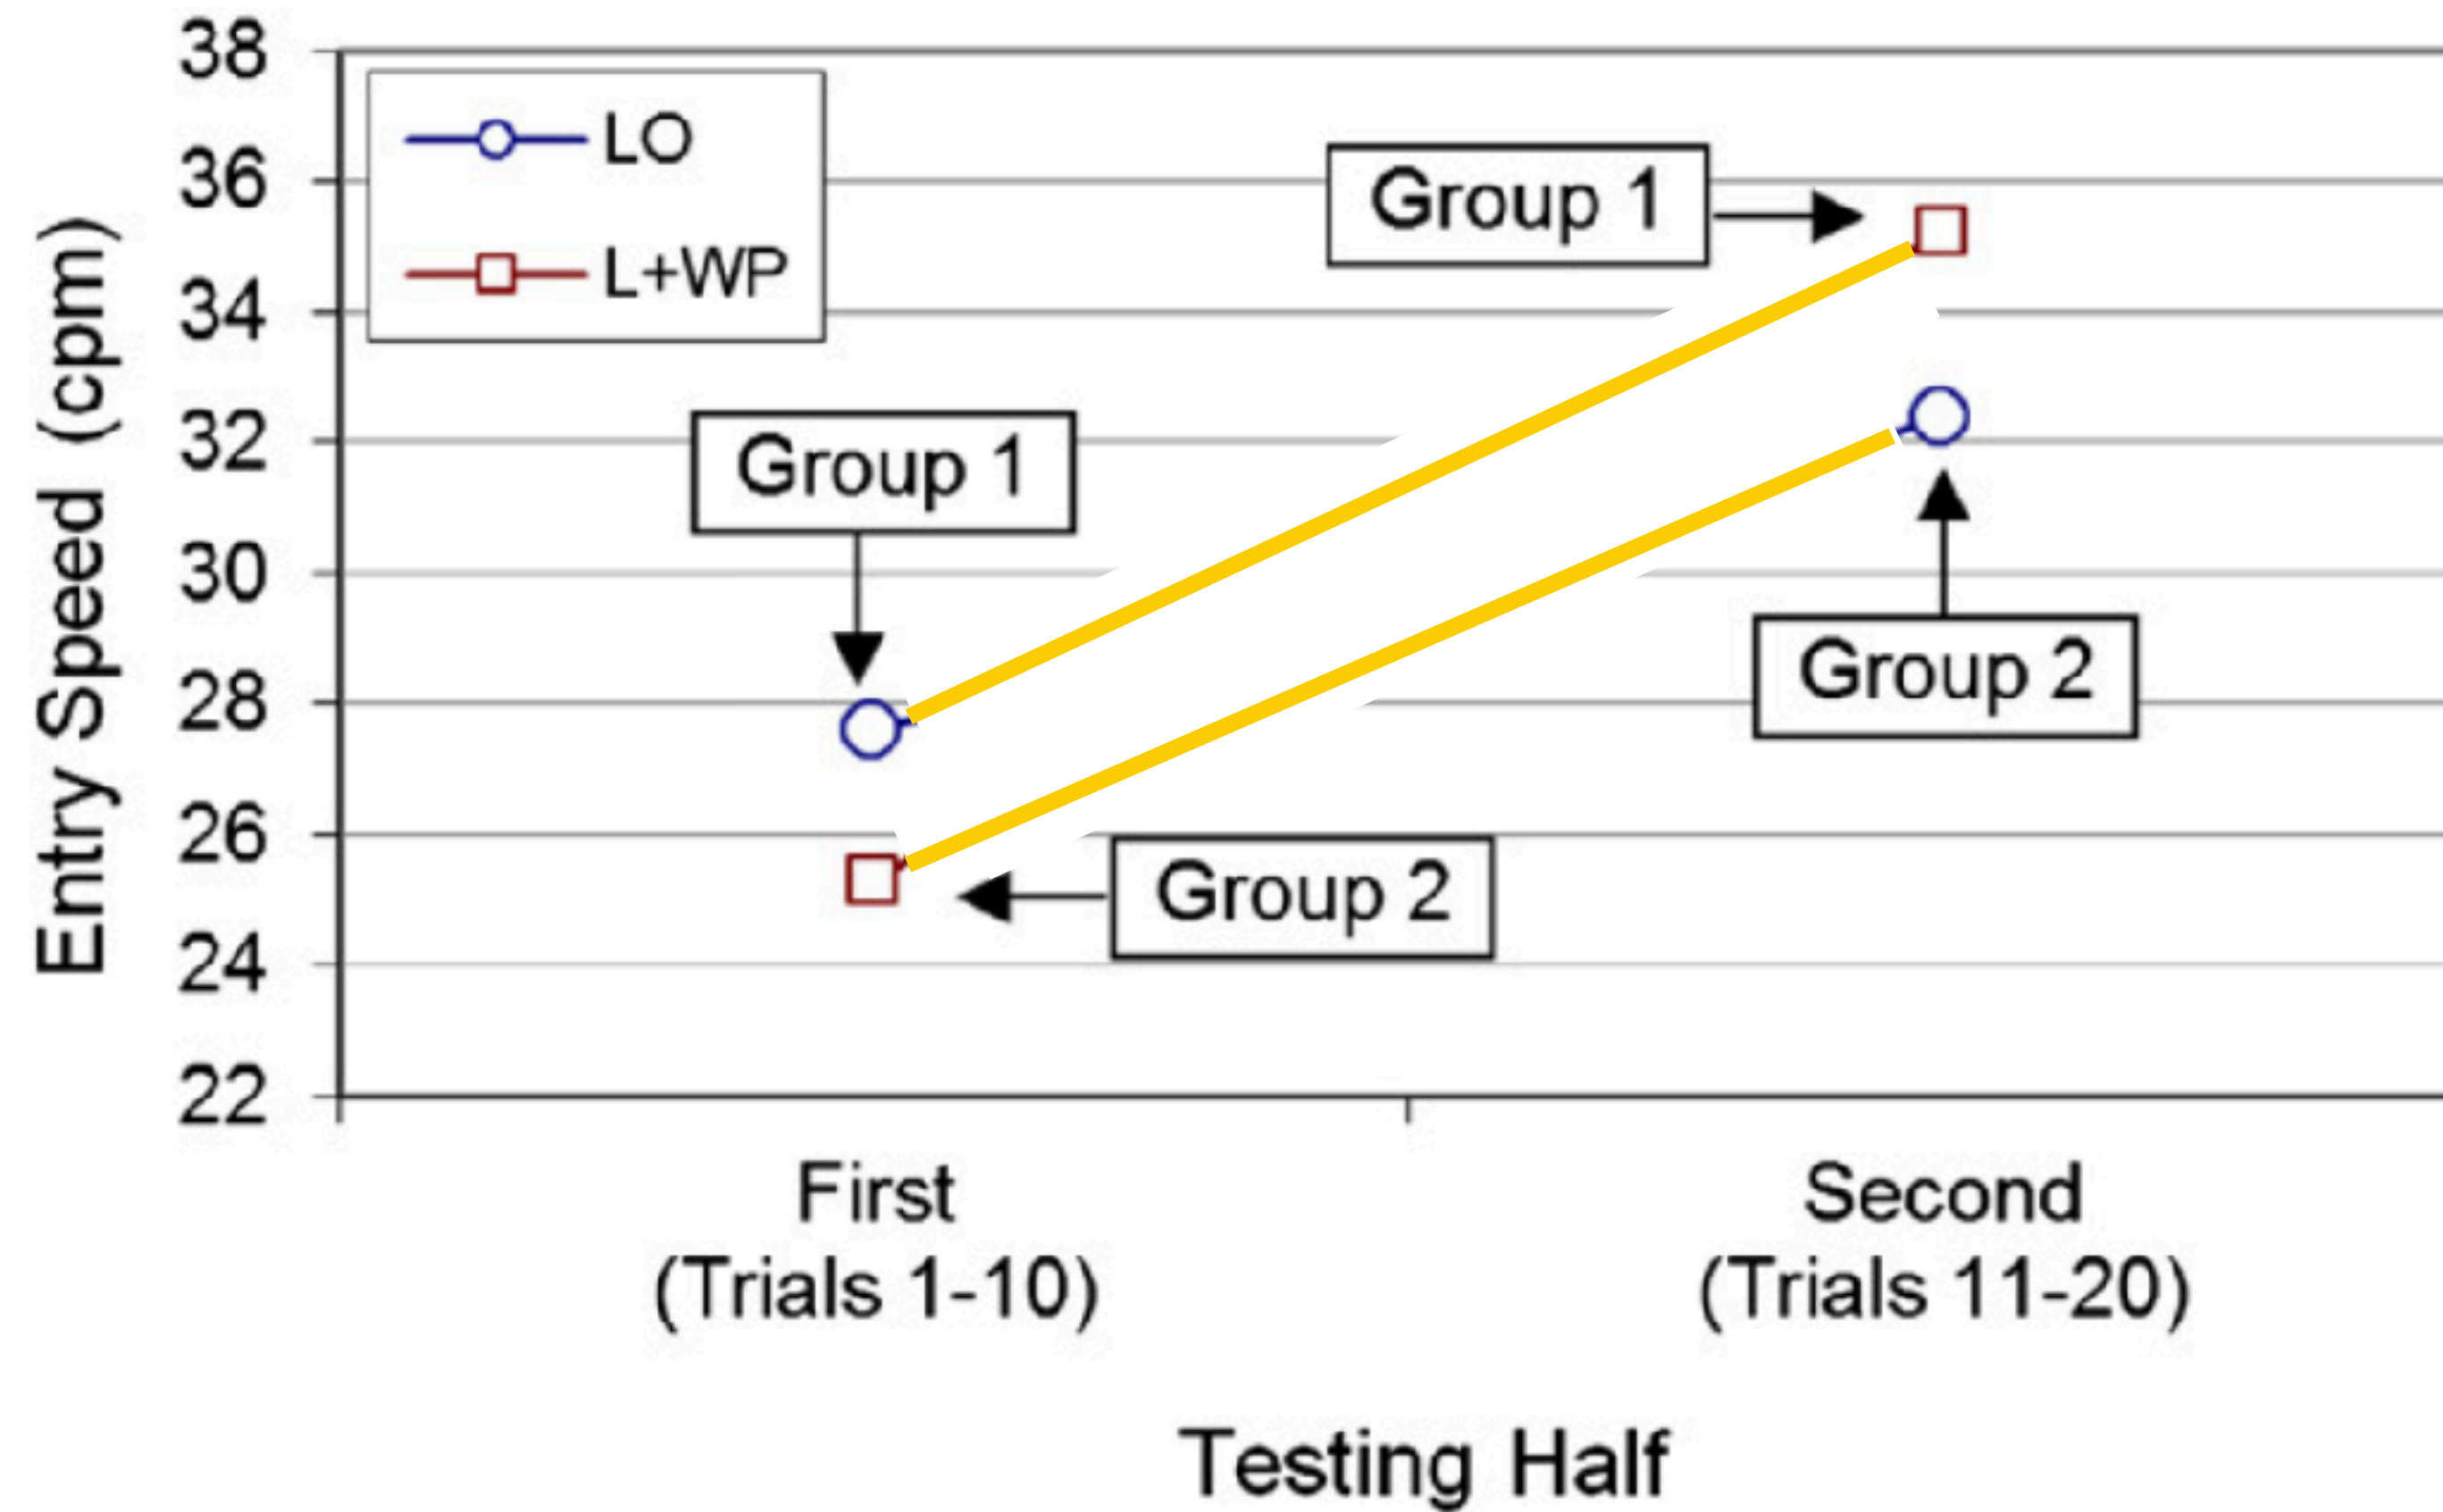 38
36
34
32
30
28
26
24
22
Entry Speed (cpm)
LO
L+WP
Group 1
Group 1
Group 2
Group 2
First
(Trials 1-10)
Second
(Trials 11-20)
Testing Half